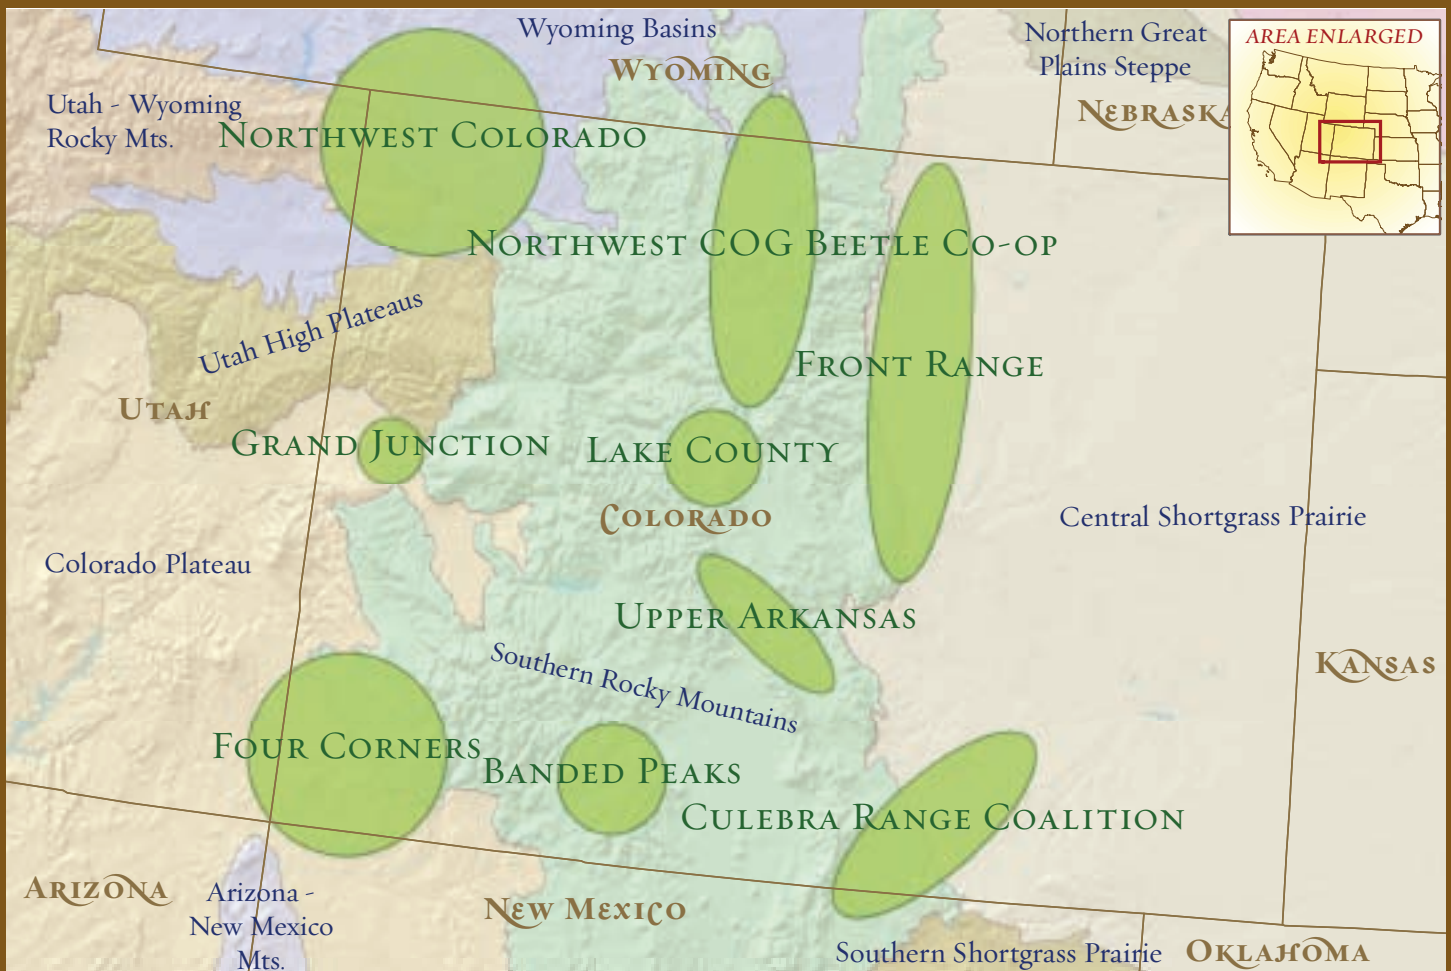 Wyoming Basins
WYOMING
Northern Great
Plains Steppe
NEBRASKA
AREA ENLARGED
Utah - Wyoming
Rocky Mts.
NORTHWEST COLORADO
NORTHWEST COG BEETLE CO-OP
Utah High Plateaus
FRONT RANGE
UTAH
GRAND JUNCTION
LAKE COUNTY
COLORADO
Central Shortgrass Prairie
Colorado Plateau
UPPER ARKANSAS
Southern Rocky Mountains
KANSAS
FOUR CORNERS
BANDED PEAKS
CULEBRA RANGE COALITION
ARIZONA
Arizona -
New Mexico
Mts.
NEW MEXICO
Southern Shortgrass Prairie
OKLAHOMA